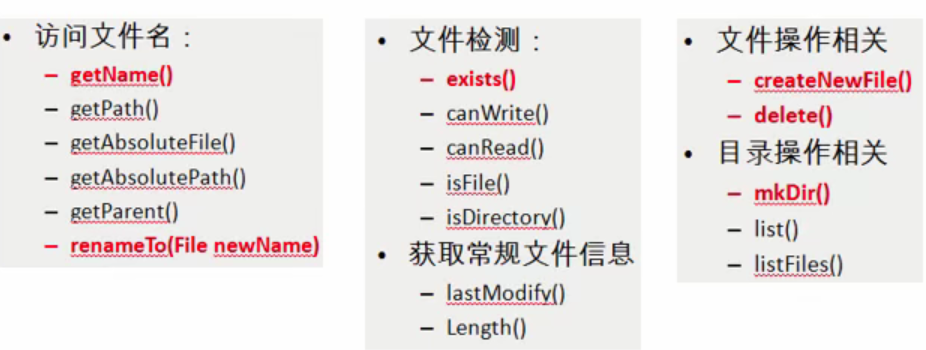 • 访问文件名：
– getName()
– getPath()
– getAbsoluteFile()
– getAbsolutePath()
– getParent()
– renameTo(File newName)
• 文件检测：
– exists()
– canWrite()
– canRead()
– isFile()
– isDirectory()
• 获取常规文件信息
– lastModify()
– Length()
• 文件操作相关
– createNewFile()
– delete()
• 目录操作相关
– mkDir()
– list()
– listFiles()